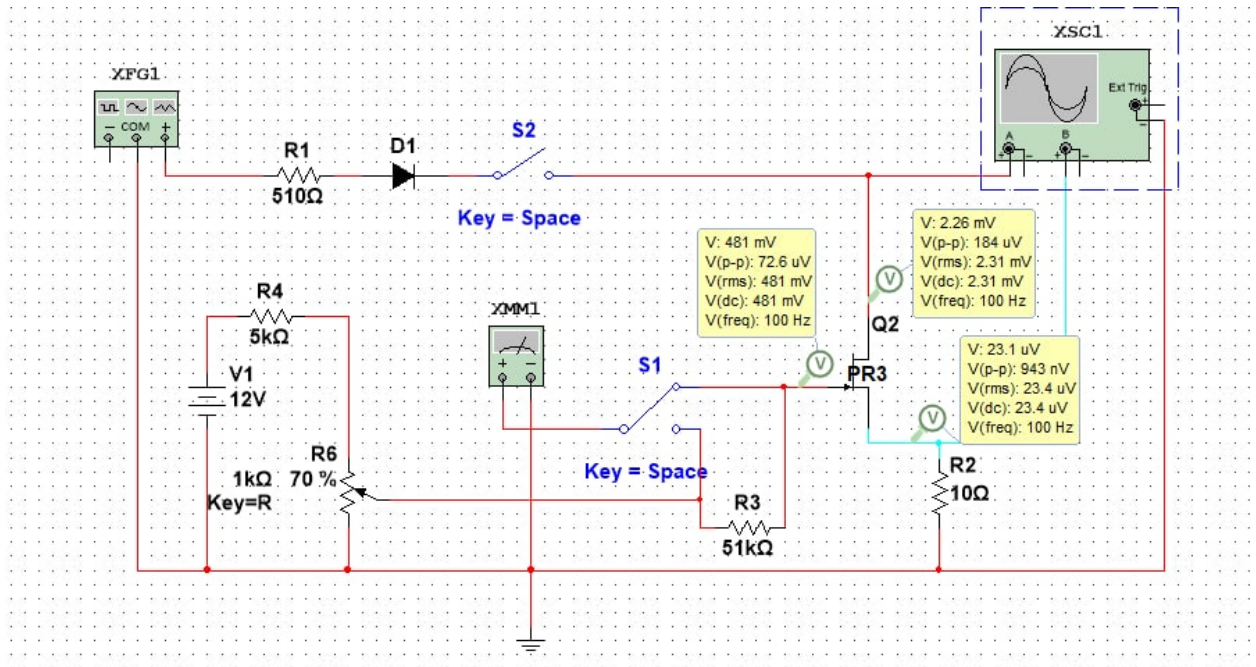 XSC1
XFG1
Ext Trig
COM
+
−
A
B
S2
R1
D1
510Ω
Key = Space
V: 2.26 mV
V(p-p): 184 uV
V(rms): 2.31 mV
V(dc): 2.31 mV
V(freq): 100 Hz
V: 481 mV
V(p-p): 72.6 uV
V(rms): 481 mV
V(dc): 481 mV
V(freq): 100 Hz
V
R4
5kΩ
XMM1
Q2
V: 23.1 uV
V(p-p): 943 nV
V(rms): 23.4 uV
V(dc): 23.4 uV
V(freq): 100 Hz
S1
V
PR3
V1
12V
V
R6
1kΩ 70 %
Key=R
Key = Space
R2
10Ω
R3
51kΩ